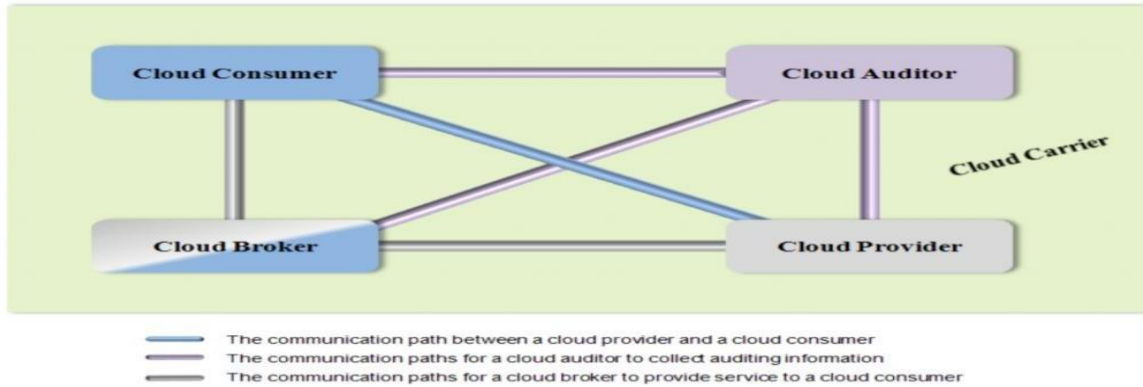 Cloud Consumer
Cloud Auditor
Cloud Carrier
Cloud Broker
Cloud Provider
The communication path between a cloud provider and a cloud consumer
The communication paths for a cloud auditor to collect auditing information
The communication paths for a cloud broker to provide service to a cloud consumer